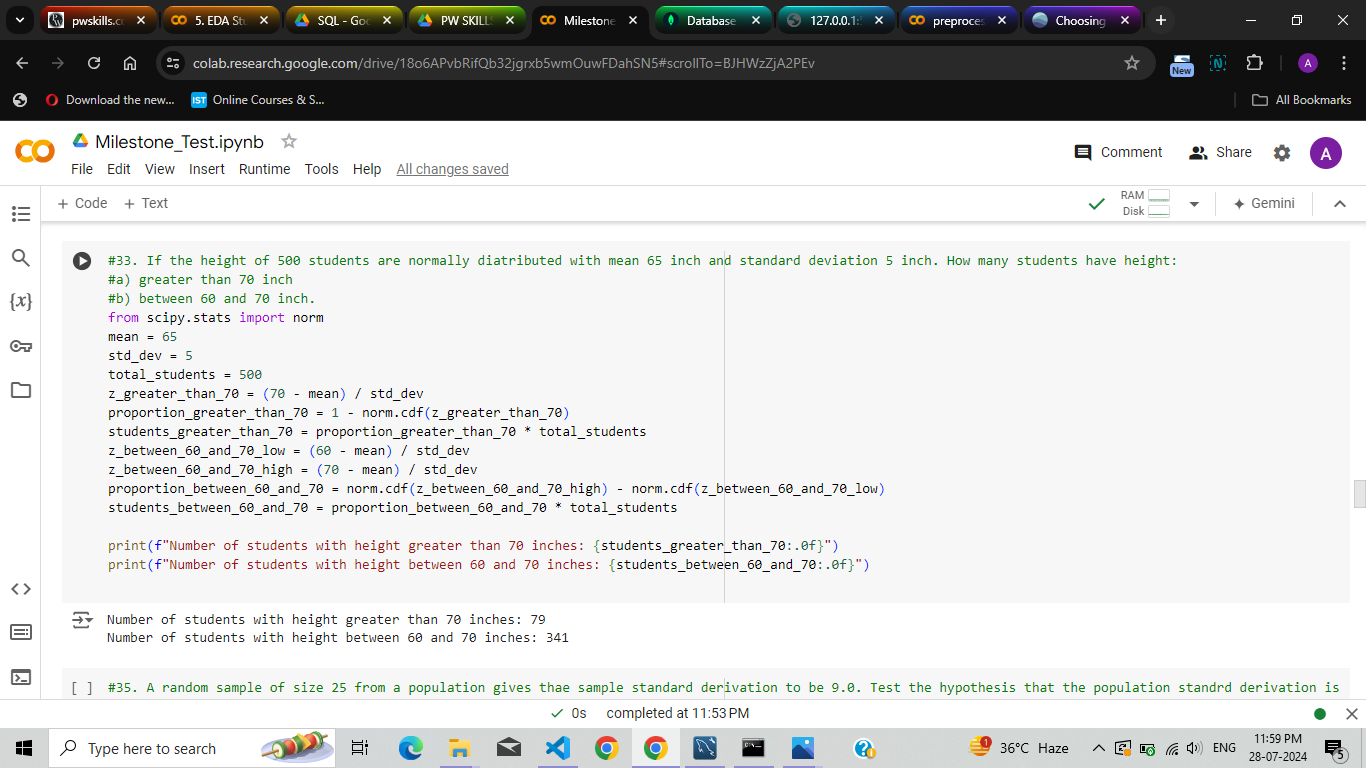 pwskills.c
5. EDA St
SQL - Goo
PW SKILL
Milestone
Database
127.0.0.1:
preproces
Choosing
colab.research.google.com/drive/18o6APvbRifQb32jgrxb5wmOuwFDahSN5#scrollTo=BJHWzZjA2PEv
New
N
A
Download the new...
IST
Online Courses & S...
All Bookmarks
Milestone_Test.ipynb
Comment
Share
A
File Edit View Insert Runtime Tools Help All changes saved
+ Code + Text
RAM
Disk
Gemini
{x}
#33. If the height of 500 students are normally diatributed with mean 65 inch and standard deviation 5 inch. How many students have height:
#a) greater than 70 inch
#b) between 60 and 70 inch.
from scipy.stats import norm
mean = 65
std_dev = 5
total_students = 500
z_greater_than_70 = (70 - mean) / std_dev
proportion_greater_than_70 = 1 - norm.cdf(z_greater_than_70)
students_greater_than_70 = proportion_greater_than_70 * total_students
z_between_60_and_70_low = (60 - mean) / std_dev
z_between_60_and_70_high = (70 - mean) / std_dev
proportion_between_60_and_70 = norm.cdf(z_between_60_and_70_high) - norm.cdf(z_between_60_and_70_low)
students_between_60_and_70 = proportion_between_60_and_70 * total_students
print(f"Number of students with height greater than 70 inches: {students_greater_than_70:.0f}")
print(f"Number of students with height between 60 and 70 inches: {students_between_60_and_70:.0f}")
Number of students with height greater than 70 inches: 79
Number of students with height between 60 and 70 inches: 341
[ ] #35. A random sample of size 25 from a population gives thae sample standard derivation to be 9.0. Test the hypothesis that the population standrd derivation is
0s completed at 11:53 PM
Type here to search
1
36°C Haze
ENG
11:59 PM
28-07-2024
5